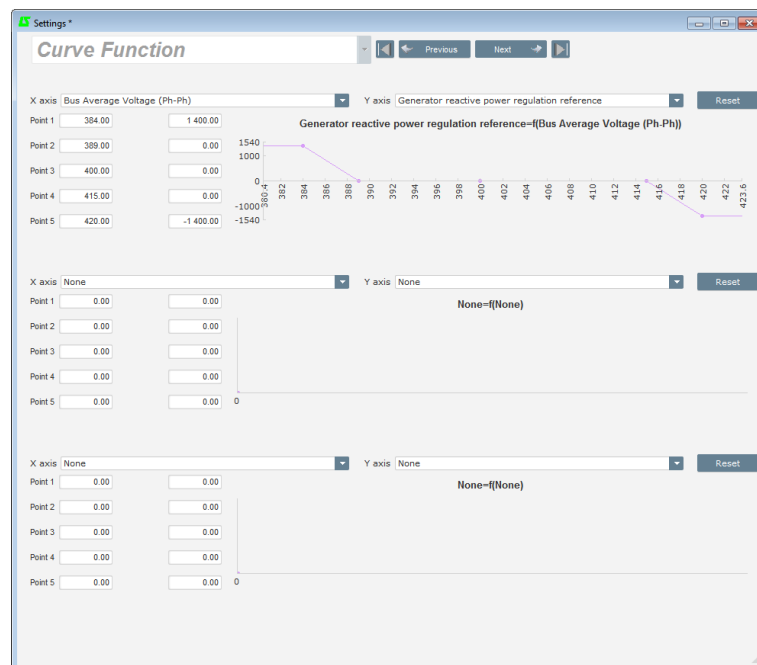 Settings *
Curve Function
Previous
Next
X axis Bus Average Voltage (Ph-Ph) Y axis Generator reactive power regulation reference Reset
Point 1 384.00 1 400.00
Point 2 389.00 0.00
Point 3 400.00 0.00
Point 4 415.00 0.00
Point 5 420.00 -1 400.00
Generator reactive power regulation reference=f(Bus Average Voltage (Ph-Ph))
1540
1000
0
-1000
-1540
380.4 382 384 386 388 390 392 394 396 398 400 402 404 406 408 410 412 414 416 418 420 423.6
X axis None Y axis None Reset
Point 1 0.00 0.00
Point 2 0.00 0.00
Point 3 0.00 0.00
Point 4 0.00 0.00
Point 5 0.00 0.00
None=f(None)
0
X axis None Y axis None Reset
Point 1 0.00 0.00
Point 2 0.00 0.00
Point 3 0.00 0.00
Point 4 0.00 0.00
Point 5 0.00 0.00
None=f(None)
0